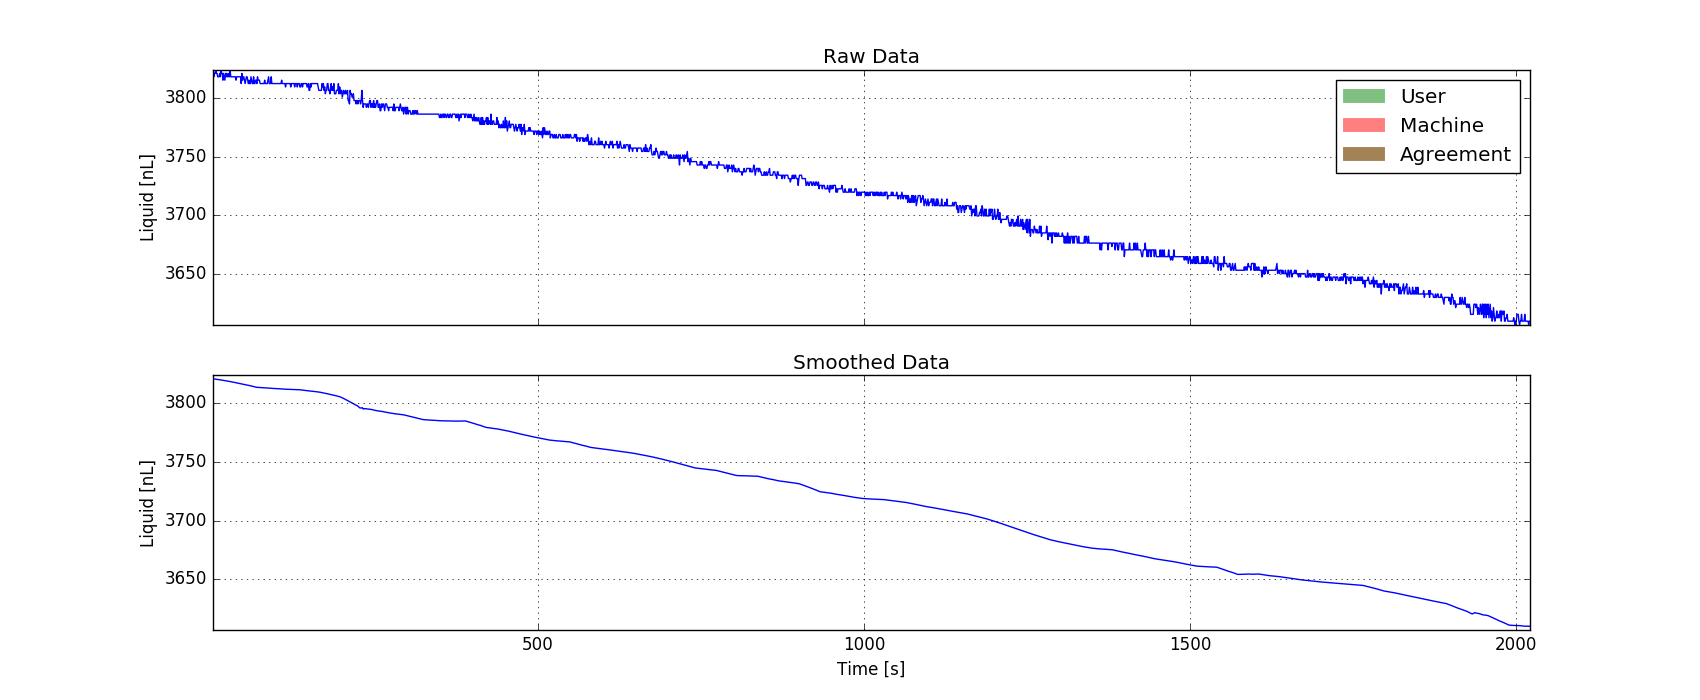 Raw Data
3800
3750
3700
3650
Liquid [nL]
User
Machine
Agreement
Smoothed Data
3800
3750
3700
3650
Liquid [nL]
500
1000
1500
2000
Time [s]